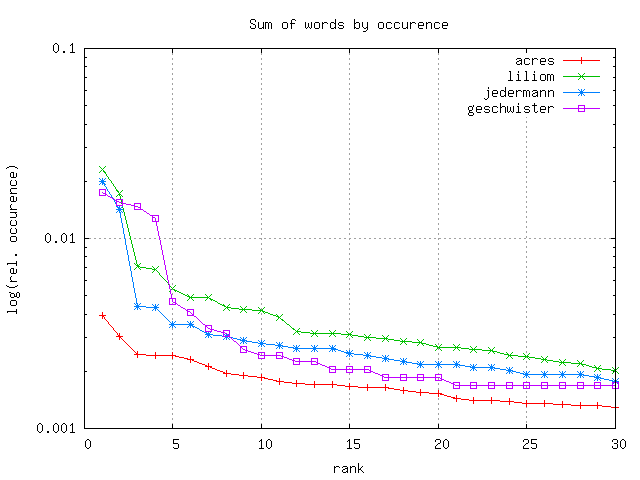 Sum of words by occurence
0.1
acres
liliom
jedermann
geschwister
log(rel. occurence)
0.01
0.001
0 5 10 15 20 25 30
rank